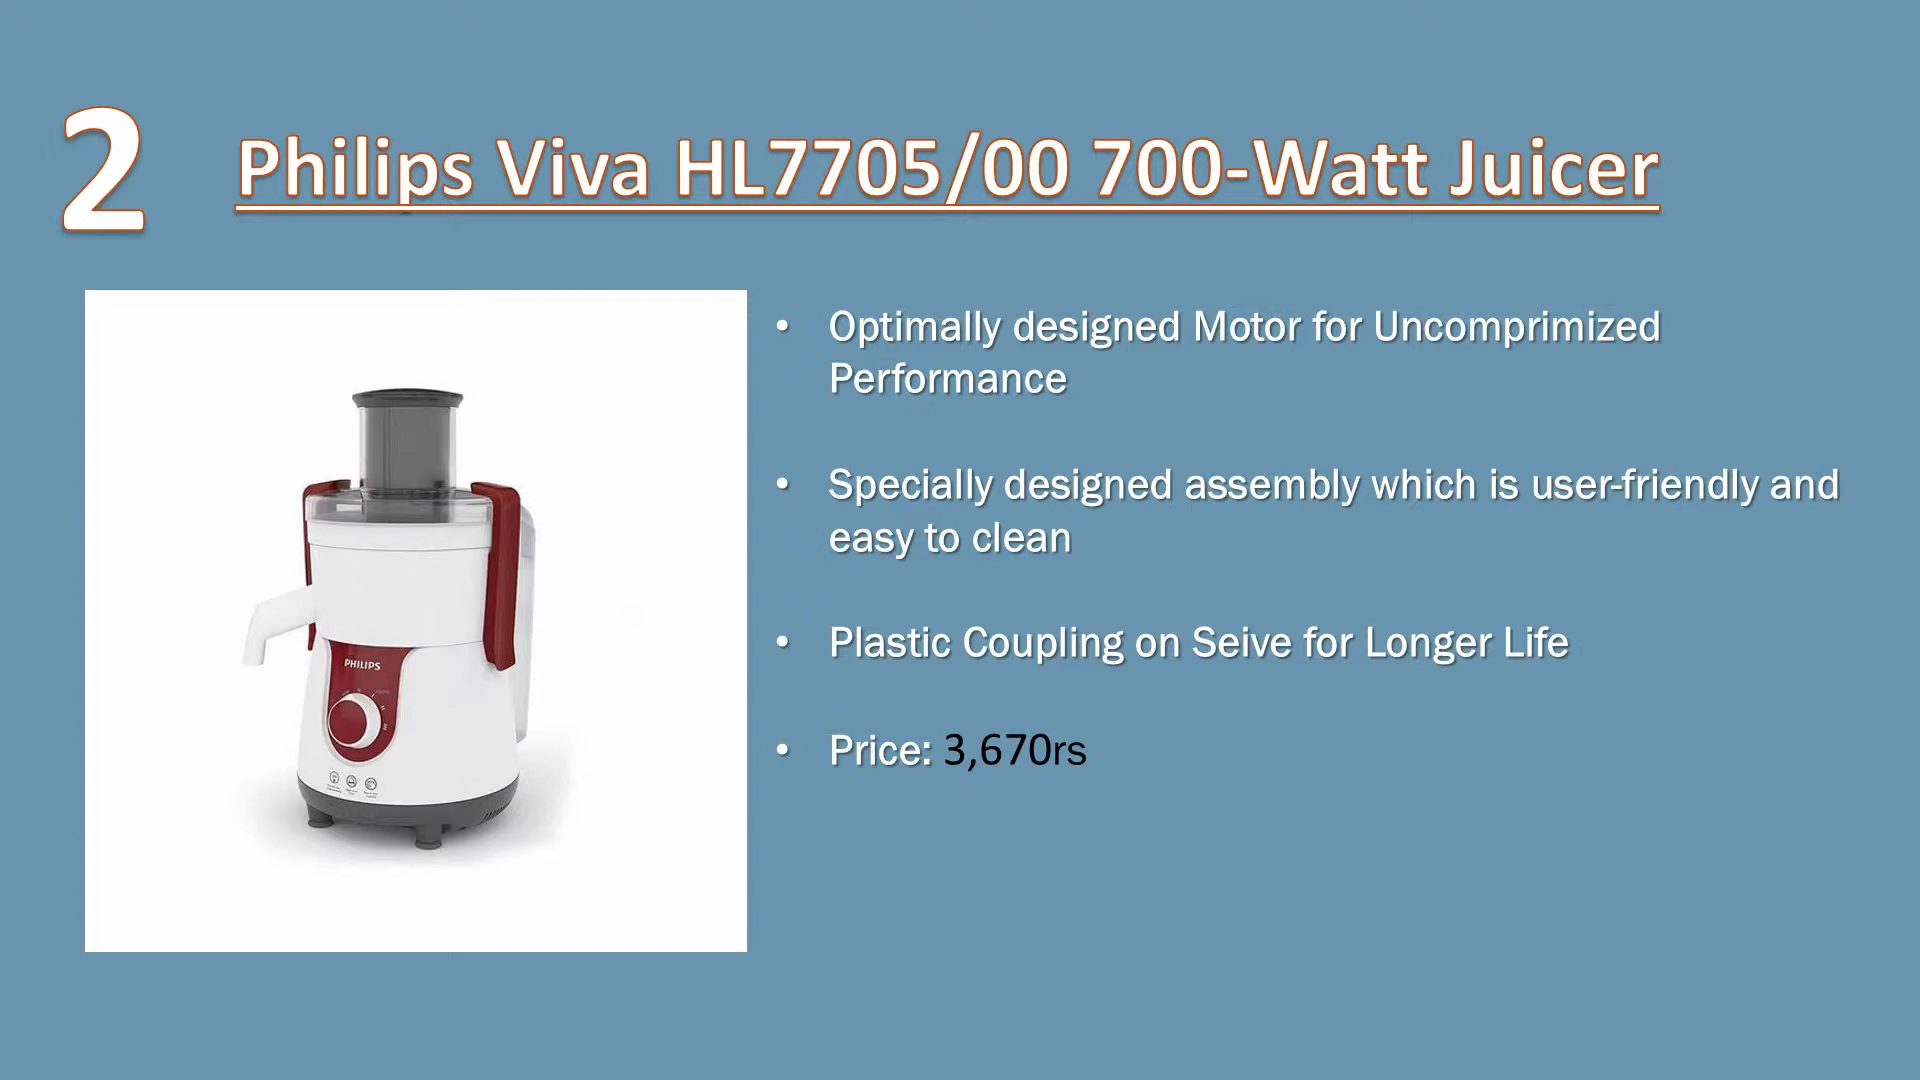 2
Philips Viva HL7705/00 700-Watt Juicer
• Optimally designed Motor for Uncomprimized
Performance
• Specially designed assembly which is user-friendly and
easy to clean
• Plastic Coupling on Seive for Longer Life
• Price: 3,670rs
PHILIPS